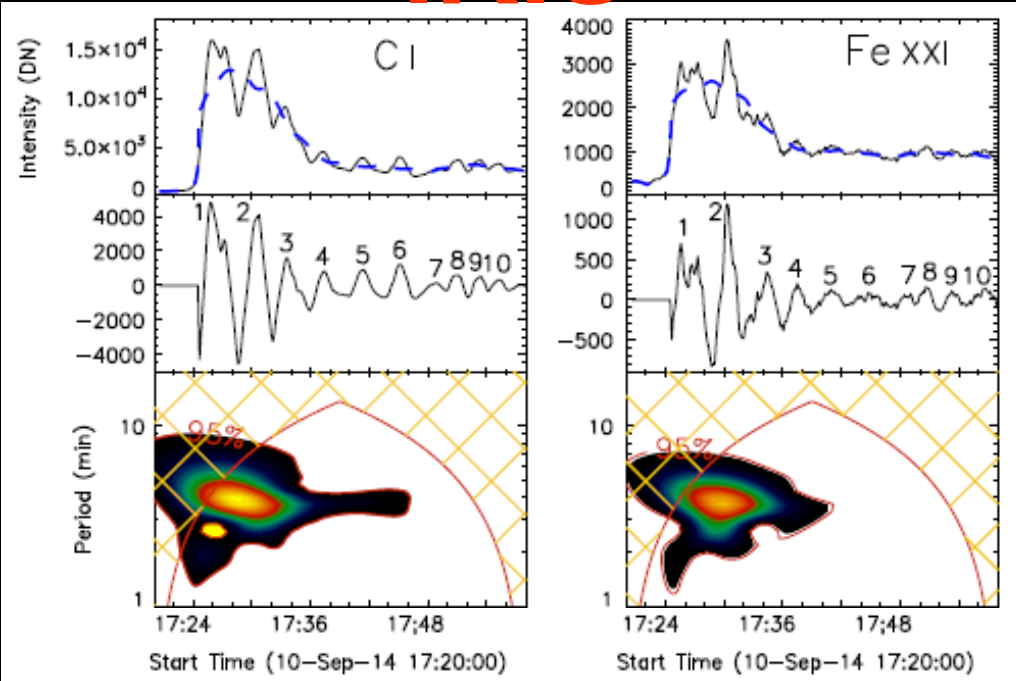 C I
Fe XXI
Intensity (DN)
1.5×10⁴
1.0×10⁴
5.0×10³
0
4000
3000
2000
1000
0
4000
2000
0
−2000
−4000
1 2 3 4 5 6 7 8 9 10
1000
500
0
−500
1 2 3 4 5 6 7 8 9 10
Period (min)
10
1
95%
10
1
95%
17:24 17:36 17;48
17:24 17:36 17;48
Start Time (10−Sep−14 17:20:00)
Start Time (10−Sep−14 17:20:00)